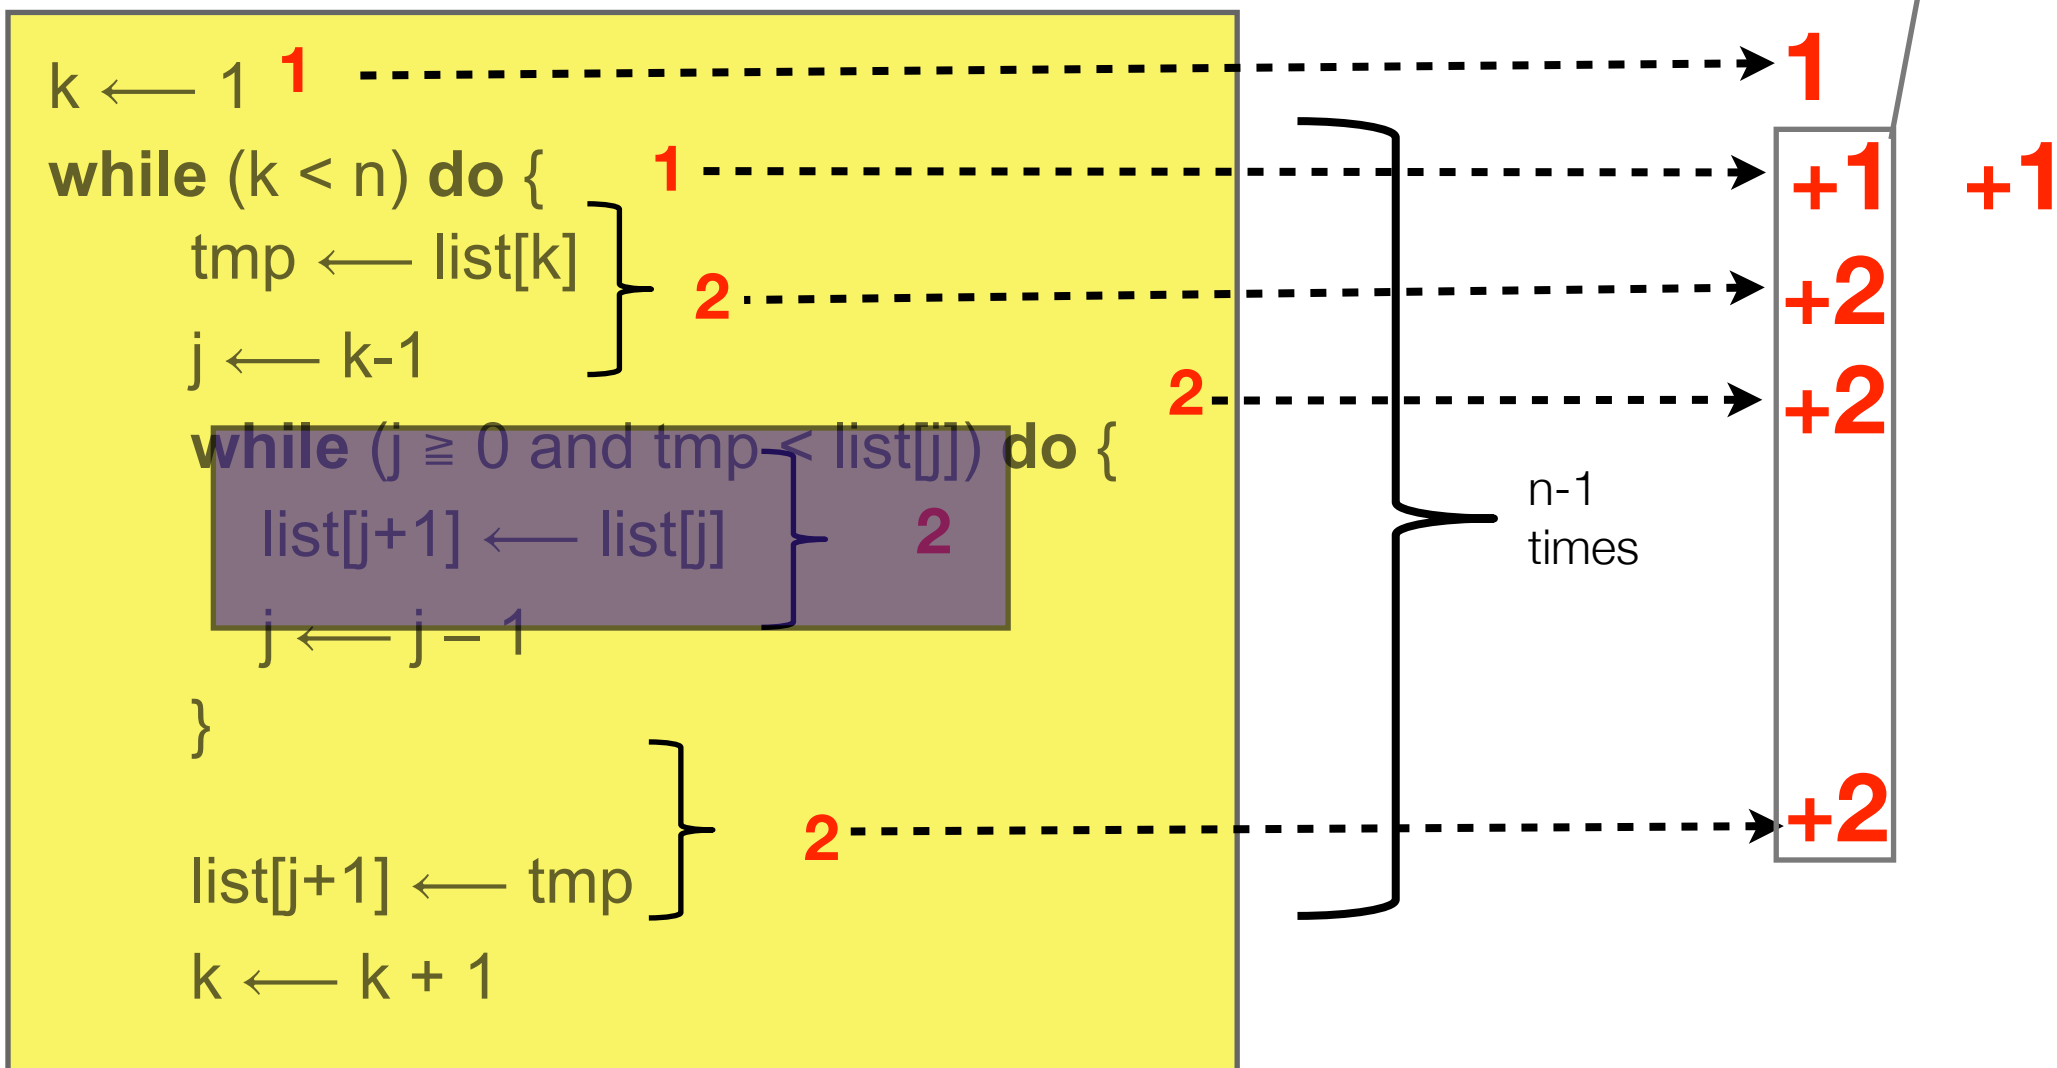 k ⟵ 1 1 1
while (k < n) do { 1 +1 +1
tmp ⟵ list[k]
2 +2
j ⟵ k-1
2 +2
while (j ≧ 0 and tmp < list[j]) do {
n-1
list[j+1] ⟵ list[j] 2
times
j ⟵ j – 1
}
2 +2
list[j+1] ⟵ tmp
k ⟵ k + 1